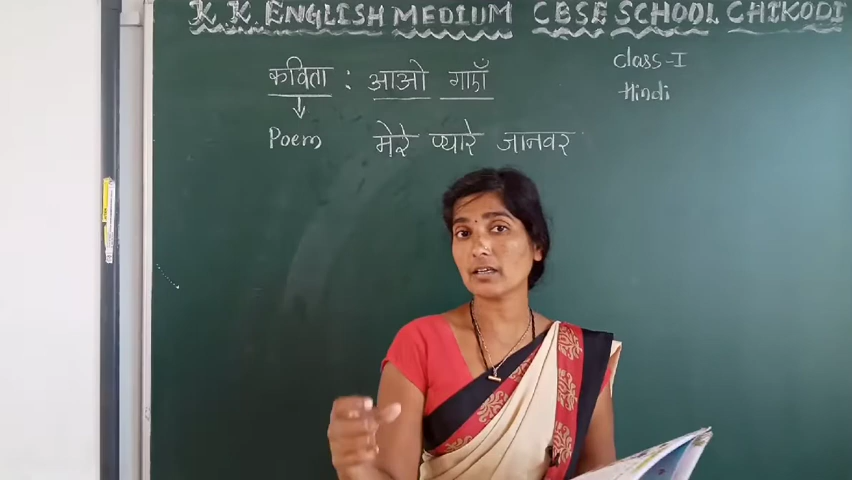 K.K.ENGLISH MEDIUM CBSE SCHOOL CHIKODI
कविता : आओ गाएँ
class-I
Hindi
Poem मेरे प्यारे जानवर